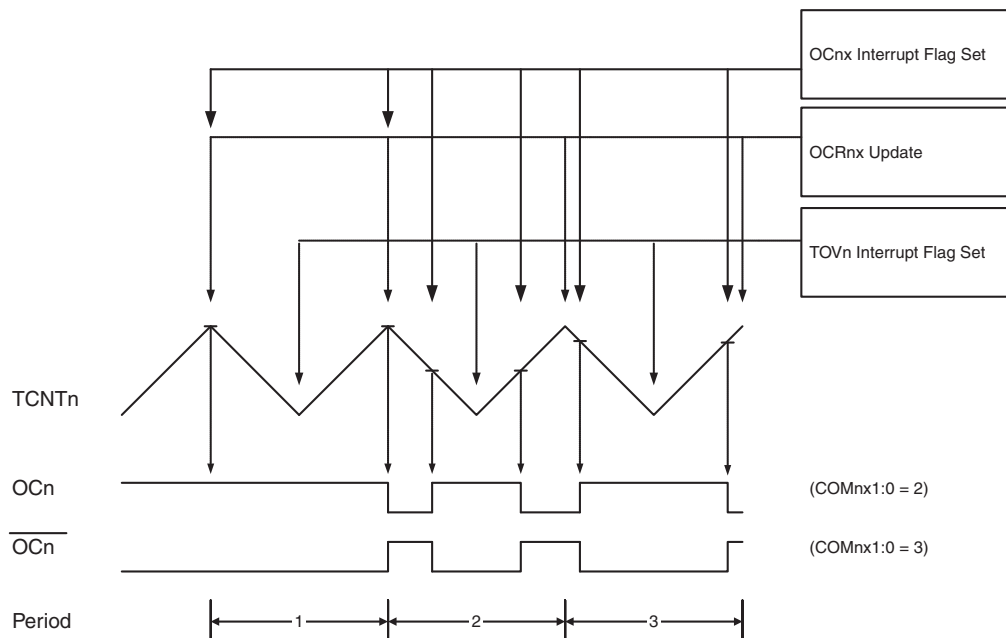 OCnx Interrupt Flag Set
OCRnx Update
TOVn Interrupt Flag Set
TCNTn
OCn (COMnx1:0 = 2)
OCn (COMnx1:0 = 3)
Period 1 2 3